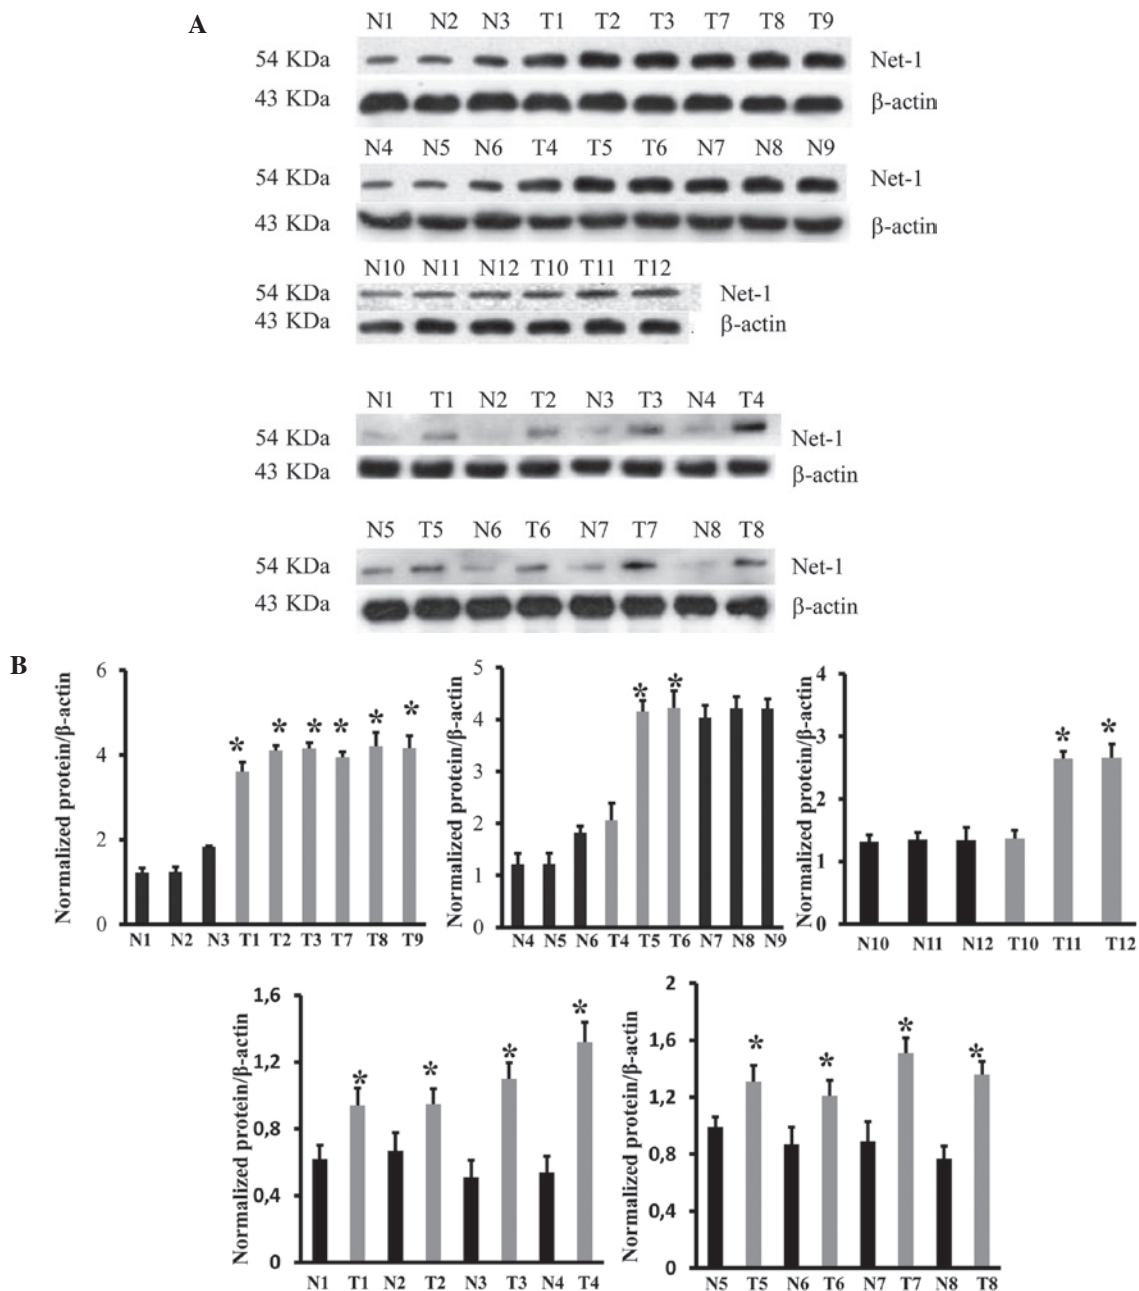 A
N1 N2 N3 T1 T2 T3 T7 T8 T9
54 KDa Net-1
43 KDa β-actin
N4 N5 N6 T4 T5 T6 N7 N8 N9
54 KDa Net-1
43 KDa β-actin
N10 N11 N12 T10 T11 T12
54 KDa Net-1
43 KDa β-actin
N1 T1 N2 T2 N3 T3 N4 T4
54 KDa Net-1
43 KDa β-actin
N5 T5 N6 T6 N7 T7 N8 T8
54 KDa Net-1
43 KDa β-actin
B
Normalized protein/β-actin
6
4
2
0
* * * * * *
N1 N2 N3 T1 T2 T3 T7 T8 T9
Normalized protein/β-actin
5
4
3
2
1
0
* *
N4 N5 N6 T4 T5 T6 N7 N8 N9
Normalized protein/β-actin
4
3
2
1
0
* *
N10 N11 N12 T10 T11 T12
Normalized protein/β-actin
1,6
1,2
0,8
0,4
0
* * * *
N1 T1 N2 T2 N3 T3 N4 T4
Normalized protein/β-actin
2
1,6
1,2
0,8
0,4
0
* * * *
N5 T5 N6 T6 N7 T7 N8 T8